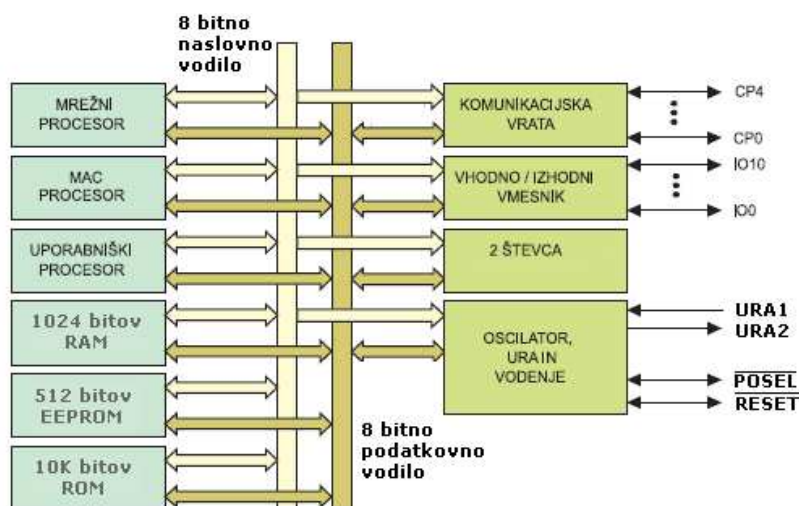 8 bitno
naslovno
vodilo
MREŽNI
PROCESOR
MAC
PROCESOR
UPORABNIŠKI
PROCESOR
1024 bitov
RAM
512 bitov
EEPROM
10K bitov
ROM
8 bitno
podatkovno
vodilo
KOMUNIKACIJSKA
VRATA
VHODNO / IZHODNI
VMESNIK
2 ŠTEVCA
OSCILATOR,
URA IN
VODENJE
CP4
CP0
IO10
IO0
URA1
URA2
POSEL
RESET